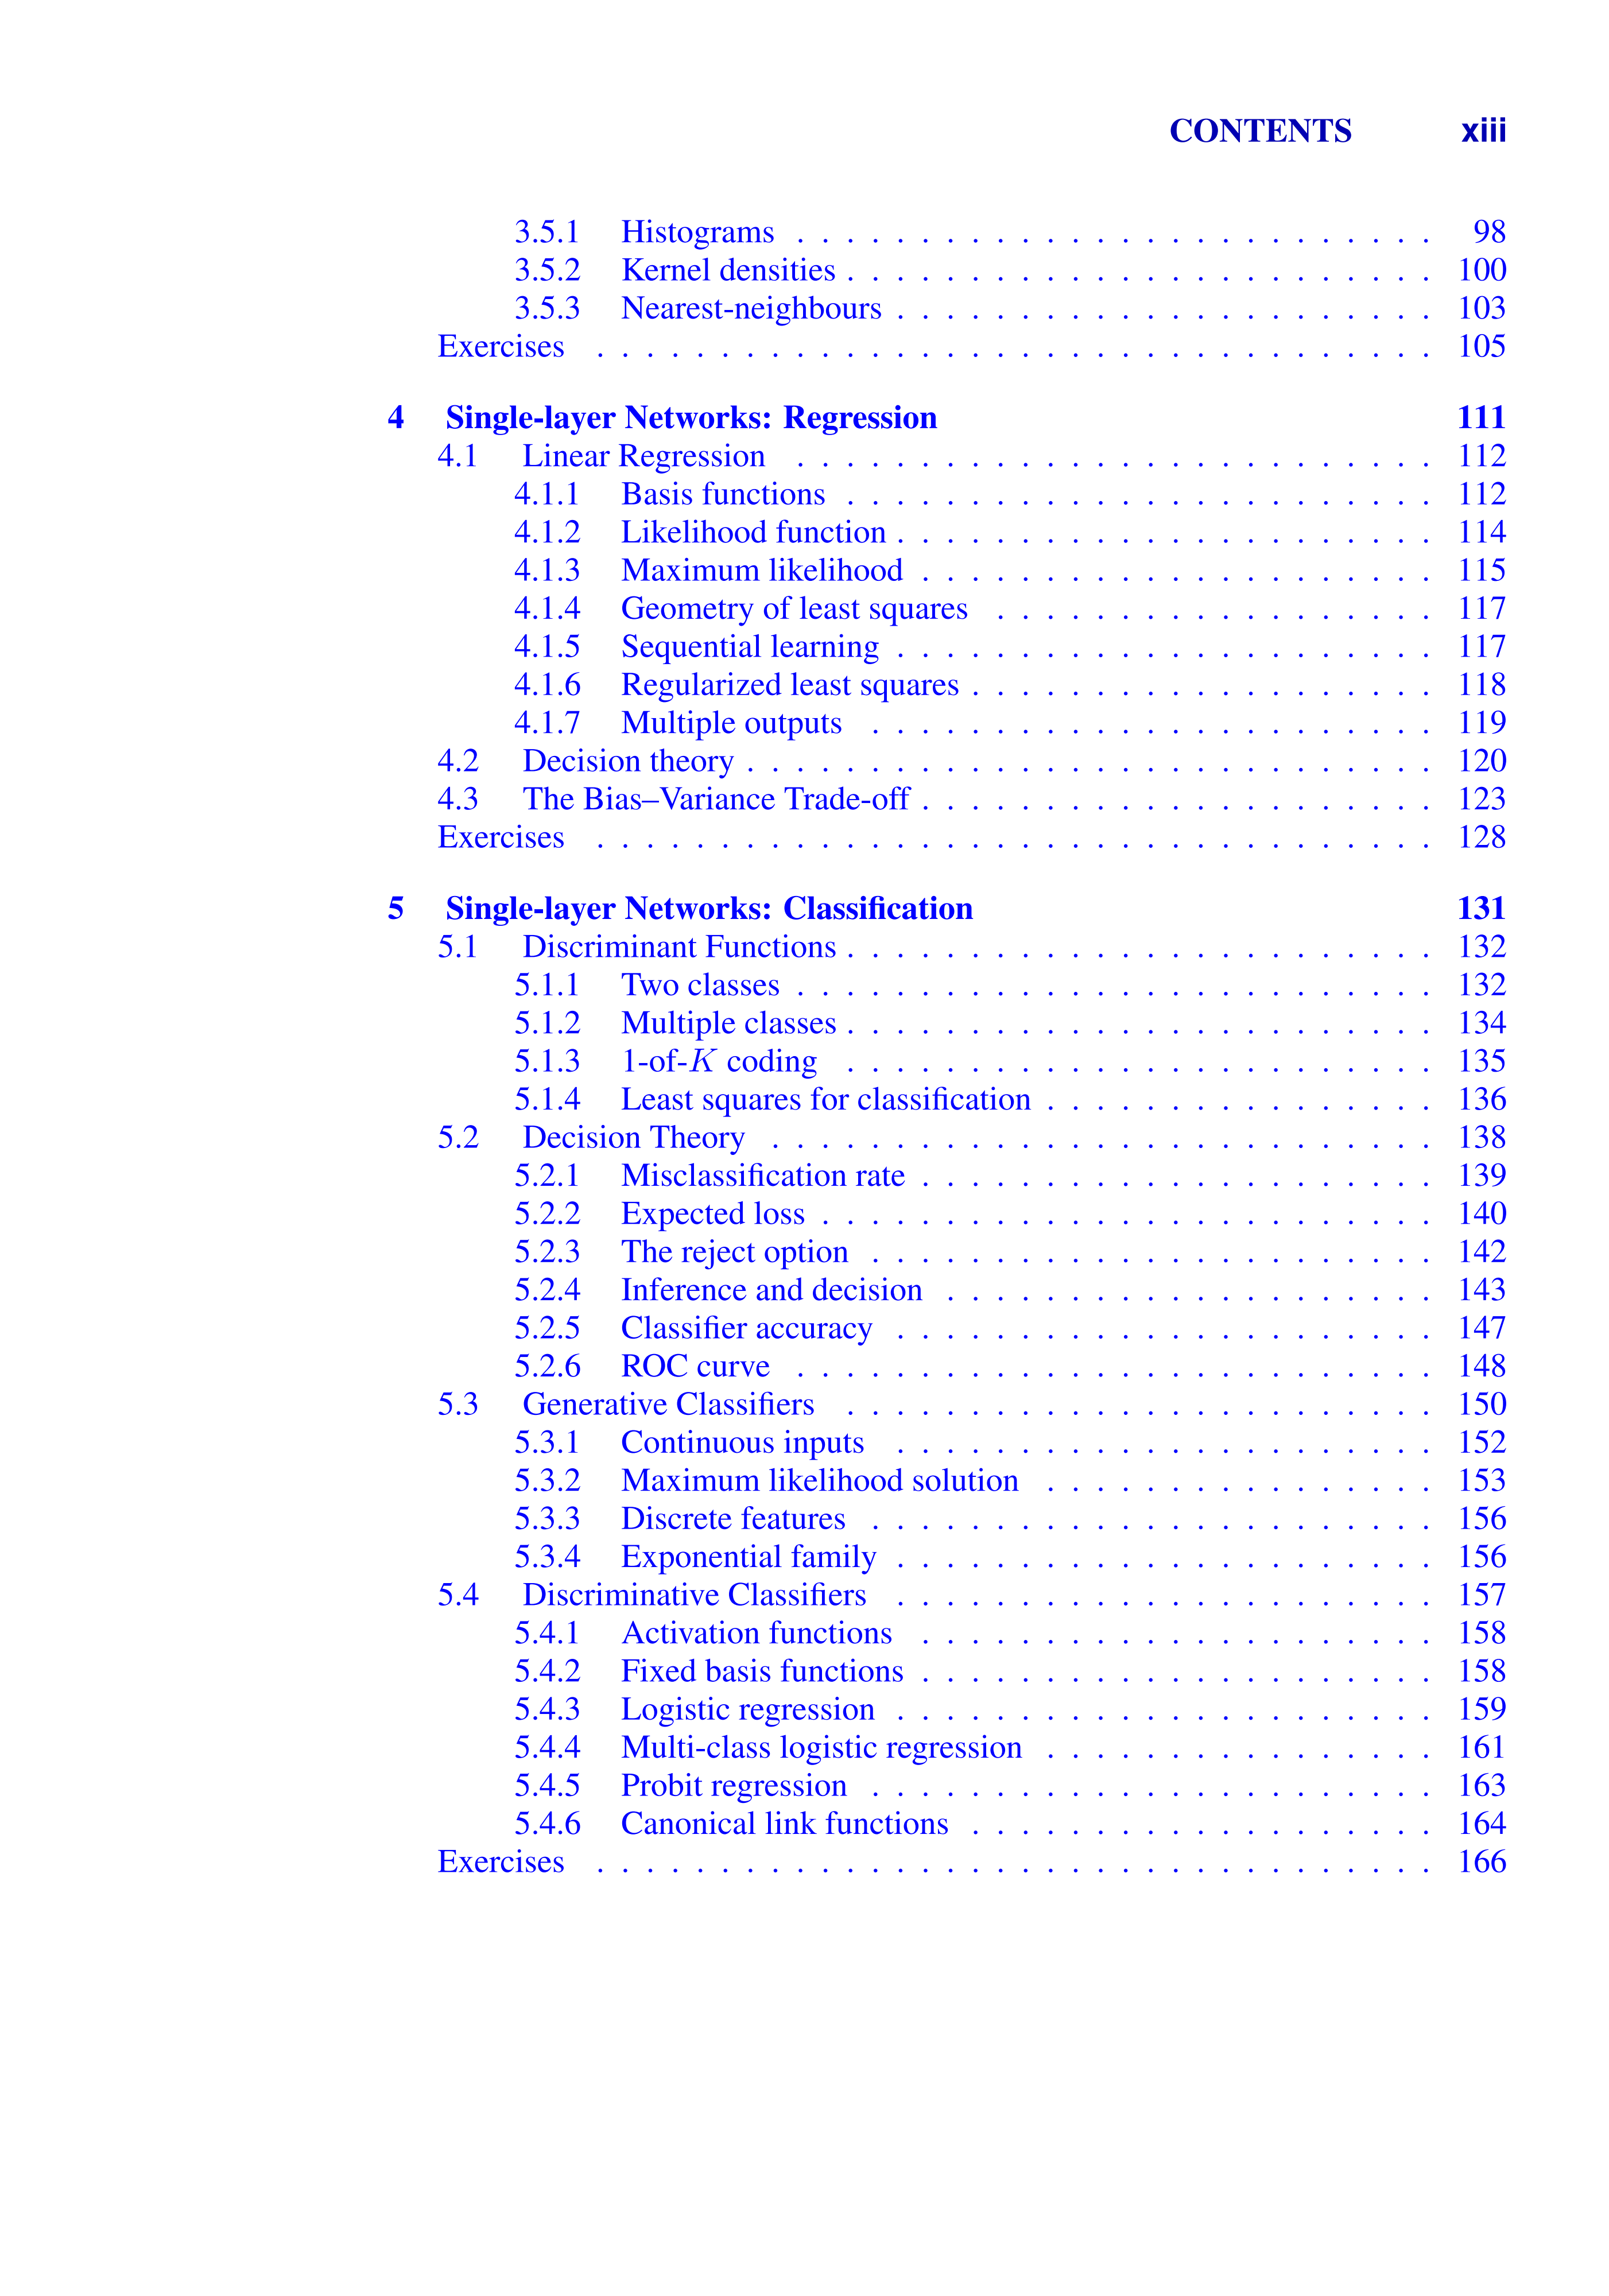 CONTENTS xiii
3.5.1 Histograms . . . . . . . . . . . . . . . . . . . . . . . . . . 98
3.5.2 Kernel densities . . . . . . . . . . . . . . . . . . . . . . . . 100
3.5.3 Nearest-neighbours . . . . . . . . . . . . . . . . . . . . . . 103
Exercises . . . . . . . . . . . . . . . . . . . . . . . . . . . . . . . . . . 105
4 Single-layer Networks: Regression 111
4.1 Linear Regression . . . . . . . . . . . . . . . . . . . . . . . . . . 112
4.1.1 Basis functions . . . . . . . . . . . . . . . . . . . . . . . . 112
4.1.2 Likelihood function . . . . . . . . . . . . . . . . . . . . . . 114
4.1.3 Maximum likelihood . . . . . . . . . . . . . . . . . . . . . 115
4.1.4 Geometry of least squares . . . . . . . . . . . . . . . . . . 117
4.1.5 Sequential learning . . . . . . . . . . . . . . . . . . . . . . 117
4.1.6 Regularized least squares . . . . . . . . . . . . . . . . . . . 118
4.1.7 Multiple outputs . . . . . . . . . . . . . . . . . . . . . . . 119
4.2 Decision theory . . . . . . . . . . . . . . . . . . . . . . . . . . . . 120
4.3 The Bias–Variance Trade-off . . . . . . . . . . . . . . . . . . . . . 123
Exercises . . . . . . . . . . . . . . . . . . . . . . . . . . . . . . . . . . 128
5 Single-layer Networks: Classification 131
5.1 Discriminant Functions . . . . . . . . . . . . . . . . . . . . . . . . 132
5.1.1 Two classes . . . . . . . . . . . . . . . . . . . . . . . . . . 132
5.1.2 Multiple classes . . . . . . . . . . . . . . . . . . . . . . . . 134
5.1.3 1-of-K coding . . . . . . . . . . . . . . . . . . . . . . . . 135
5.1.4 Least squares for classification . . . . . . . . . . . . . . . . 136
5.2 Decision Theory . . . . . . . . . . . . . . . . . . . . . . . . . . . 138
5.2.1 Misclassification rate . . . . . . . . . . . . . . . . . . . . . 139
5.2.2 Expected loss . . . . . . . . . . . . . . . . . . . . . . . . . 140
5.2.3 The reject option . . . . . . . . . . . . . . . . . . . . . . . 142
5.2.4 Inference and decision . . . . . . . . . . . . . . . . . . . . 143
5.2.5 Classifier accuracy . . . . . . . . . . . . . . . . . . . . . . 147
5.2.6 ROC curve . . . . . . . . . . . . . . . . . . . . . . . . . . 148
5.3 Generative Classifiers . . . . . . . . . . . . . . . . . . . . . . . . 150
5.3.1 Continuous inputs . . . . . . . . . . . . . . . . . . . . . . 152
5.3.2 Maximum likelihood solution . . . . . . . . . . . . . . . . 153
5.3.3 Discrete features . . . . . . . . . . . . . . . . . . . . . . . 156
5.3.4 Exponential family . . . . . . . . . . . . . . . . . . . . . . 156
5.4 Discriminative Classifiers . . . . . . . . . . . . . . . . . . . . . . 157
5.4.1 Activation functions . . . . . . . . . . . . . . . . . . . . . 158
5.4.2 Fixed basis functions . . . . . . . . . . . . . . . . . . . . . 158
5.4.3 Logistic regression . . . . . . . . . . . . . . . . . . . . . . 159
5.4.4 Multi-class logistic regression . . . . . . . . . . . . . . . . 161
5.4.5 Probit regression . . . . . . . . . . . . . . . . . . . . . . . 163
5.4.6 Canonical link functions . . . . . . . . . . . . . . . . . . . 164
Exercises . . . . . . . . . . . . . . . . . . . . . . . . . . . . . . . . . . 166